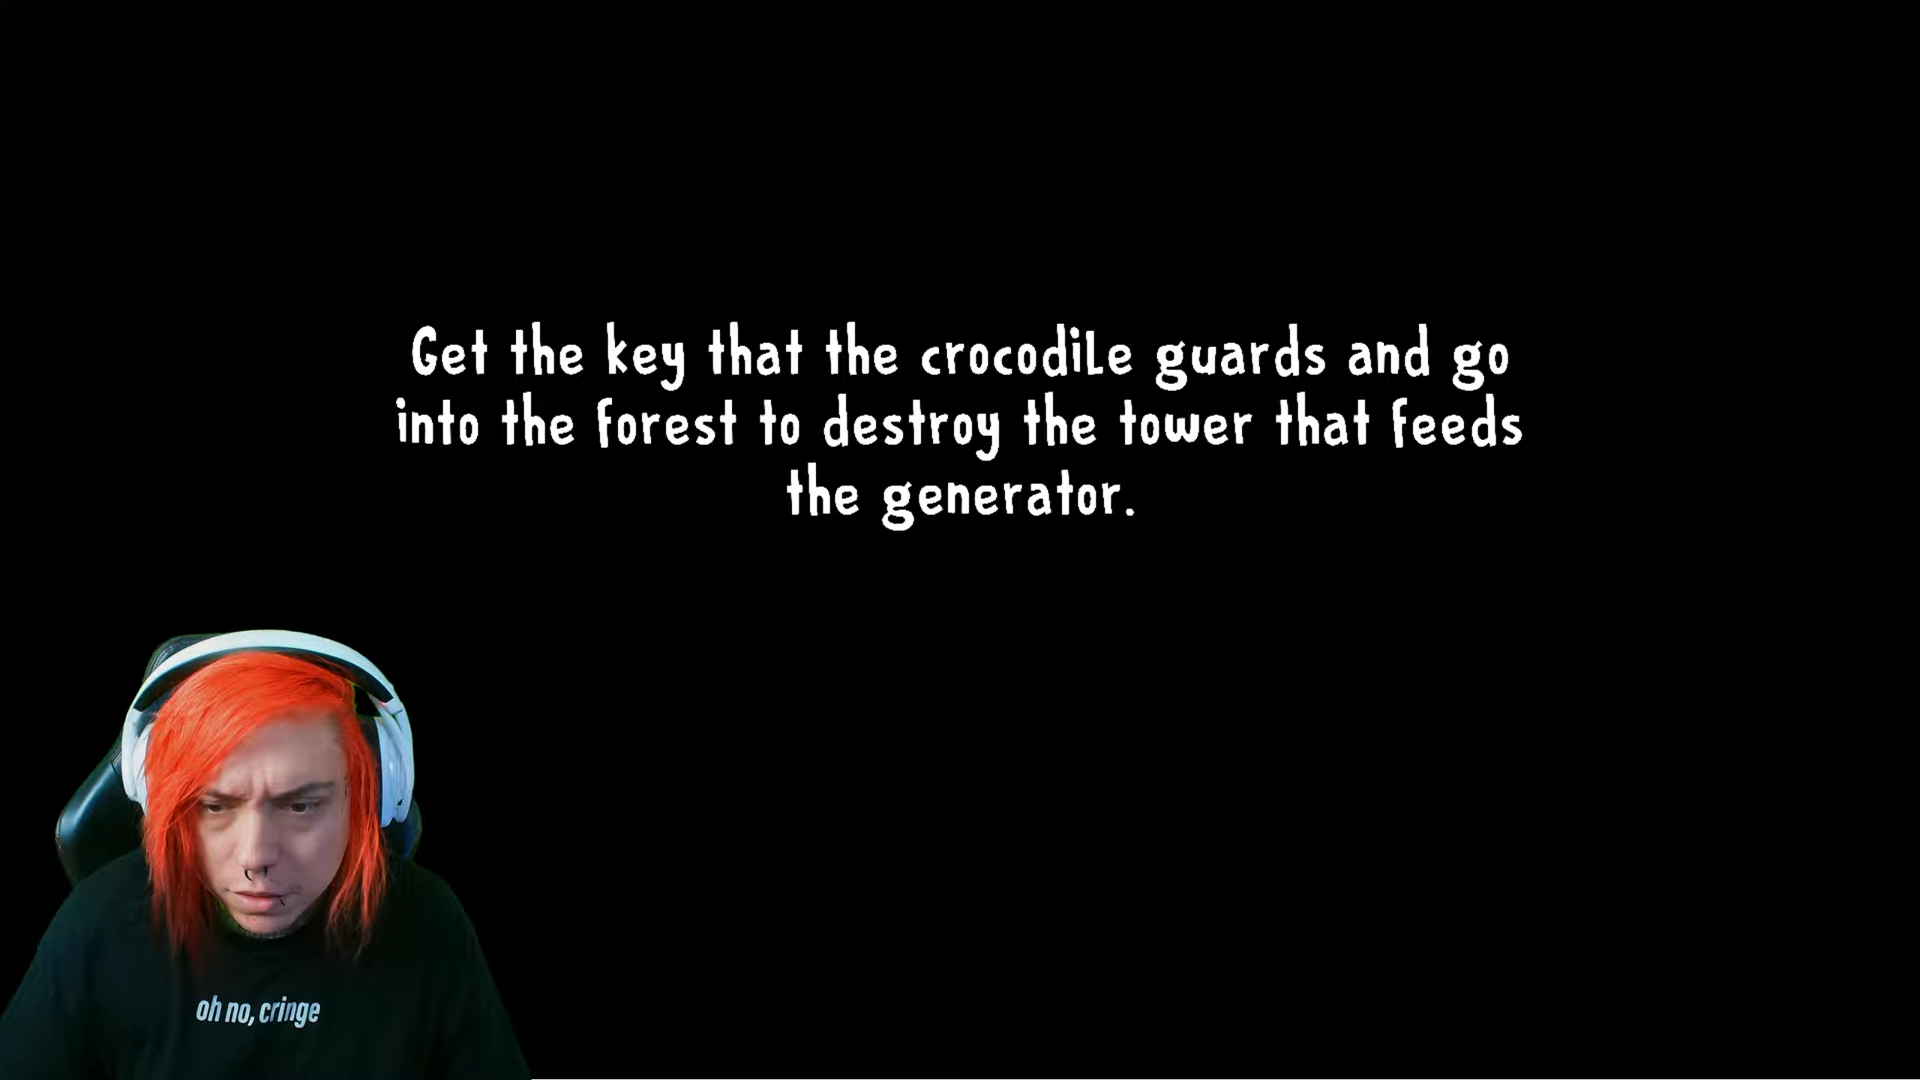 Get the key that the crocodile guards and go
into the forest to destroy the tower that feeds
the generator.
oh no, cringe